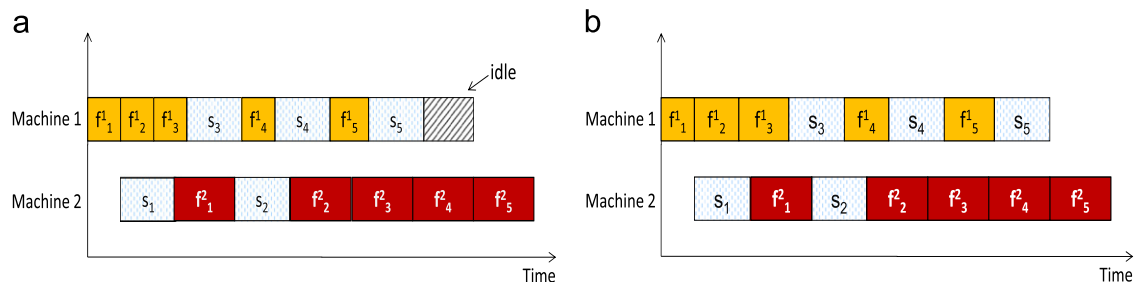 a
idle
Machine 1
f¹₁ f¹₂ f¹₃ s₃ f¹₄ s₄ f¹₅ s₅
Machine 2
s₁ f²₁ s₂ f²₂ f²₃ f²₄ f²₅
Time
b
Machine 1
f¹₁ f¹₂ f¹₃ s₃ f¹₄ s₄ f¹₅ s₅
Machine 2
s₁ f²₁ s₂ f²₂ f²₃ f²₄ f²₅
Time